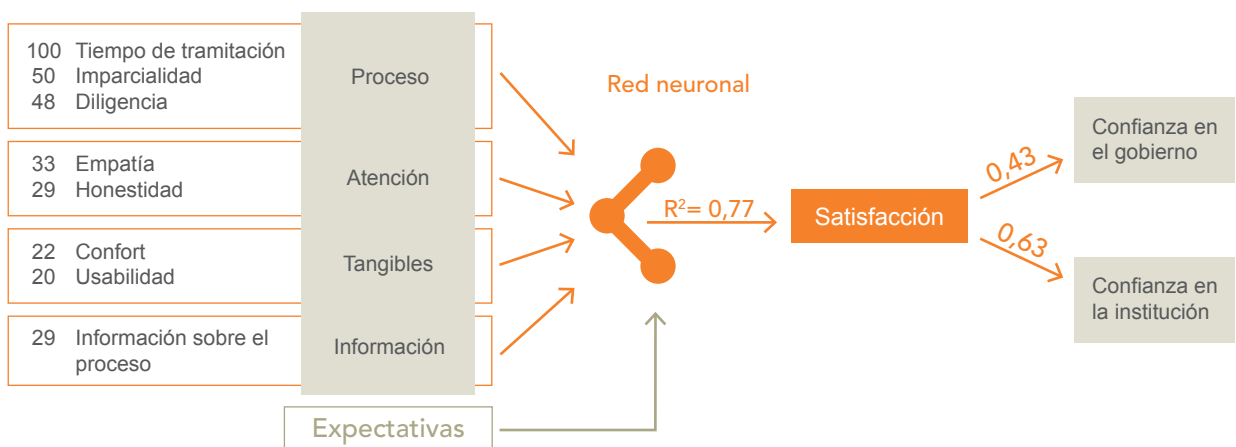 100 Tiempo de tramitación
50 Imparcialidad
48 Diligencia
Proceso
33 Empatía
29 Honestidad
Atención
22 Confort
20 Usabilidad
Tangibles
29 Información sobre el
proceso
Información
Expectativas
Red neuronal
R²= 0,77
Satisfacción
0,43
0,63
Confianza en
el gobierno
Confianza en
la institución